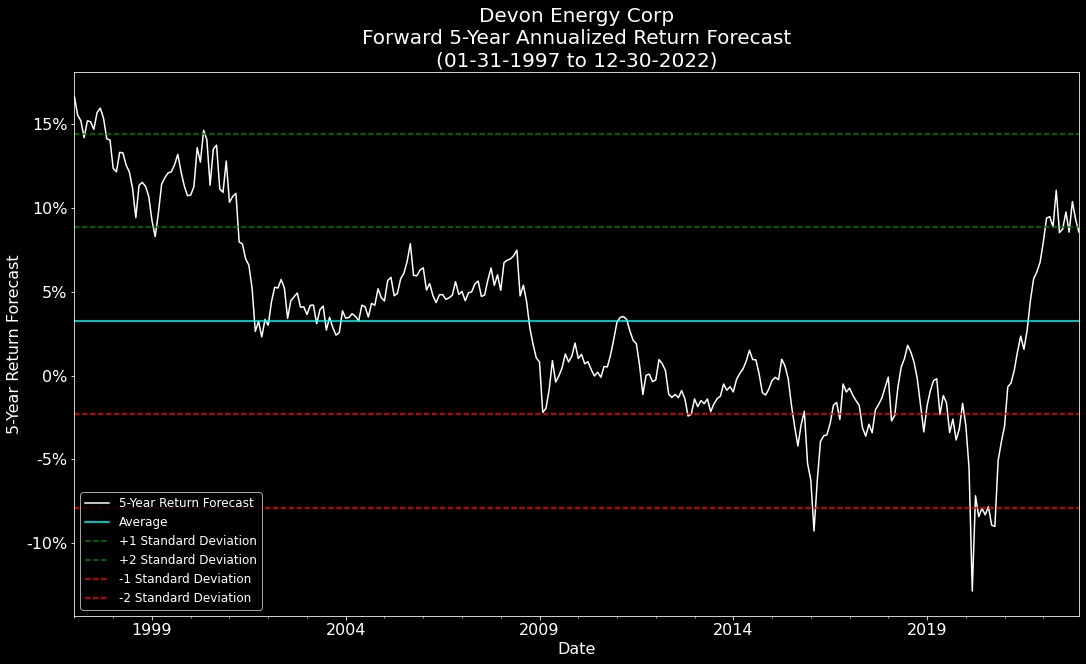 Devon Energy Corp
Forward 5-Year Annualized Return Forecast
(01-31-1997 to 12-30-2022)
5-Year Return Forecast
15%
10%
5%
0%
-5%
-10%
5-Year Return Forecast
Average
+1 Standard Deviation
+2 Standard Deviation
-1 Standard Deviation
-2 Standard Deviation
1999 2004 2009 2014 2019
Date